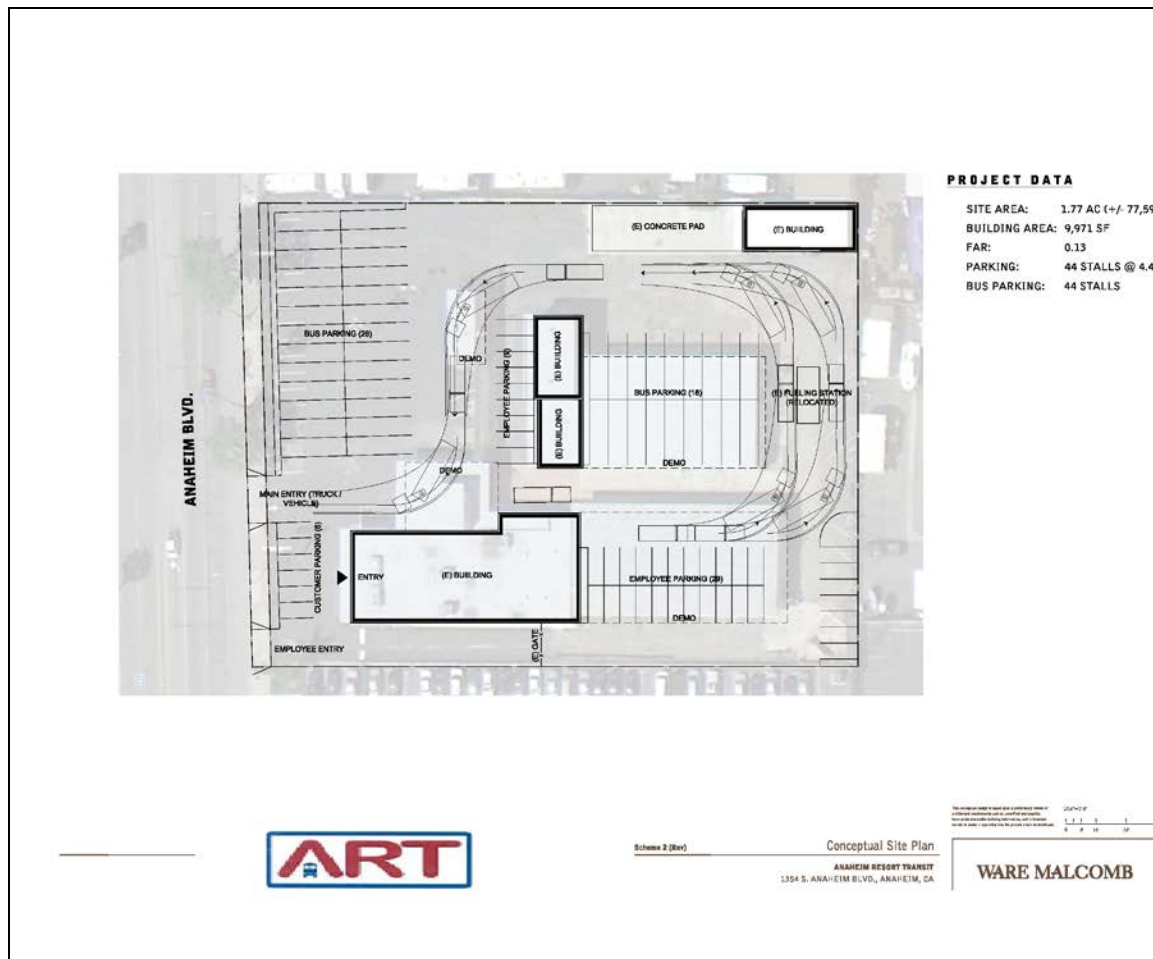 PROJECT DATA
SITE AREA: 1.77 AC (+/- 77,59
BUILDING AREA: 9,971 SF
FAR: 0.13
PARKING: 44 STALLS @ 4.4
BUS PARKING: 44 STALLS
(E) CONCRETE PAD
(E) BUILDING
BUS PARKING (26)
DEMO
EMPLOYEE PARKING (9)
(E) BUILDING
(E) BUILDING
BUS PARKING (18)
(E) FUELING STATION
(RELOCATED)
ANAHEIM BLVD.
DEMO
DEMO
MAIN ENTRY (TRUCK /
VEHICLE)
CUSTOMER PARKING (6)
ENTRY
(E) BUILDING
EMPLOYEE PARKING (29)
DEMO
EMPLOYEE ENTRY
(E) GATE
ART
Scheme 2 (Rev)
Conceptual Site Plan
ANAHEIM RESORT TRANSIT
1354 S. ANAHEIM BLVD., ANAHEIM, CA
WARE MALCOMB